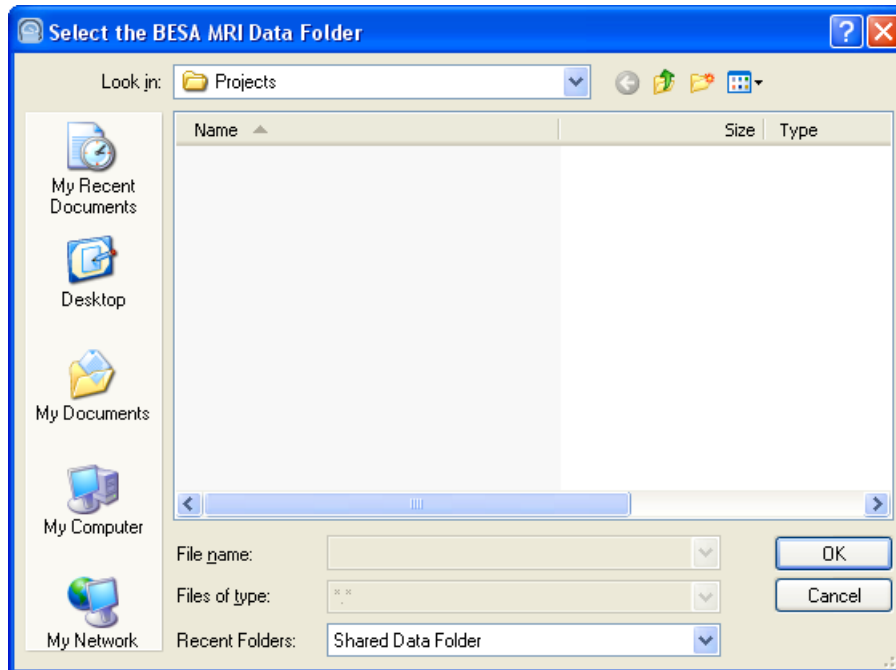 Select the BESA MRI Data Folder
Look in: Projects
Name Size Type
My Recent
Documents
Desktop
My Documents
My Computer
My Network
File name:
OK
Files of type: *.*
Cancel
Recent Folders: Shared Data Folder